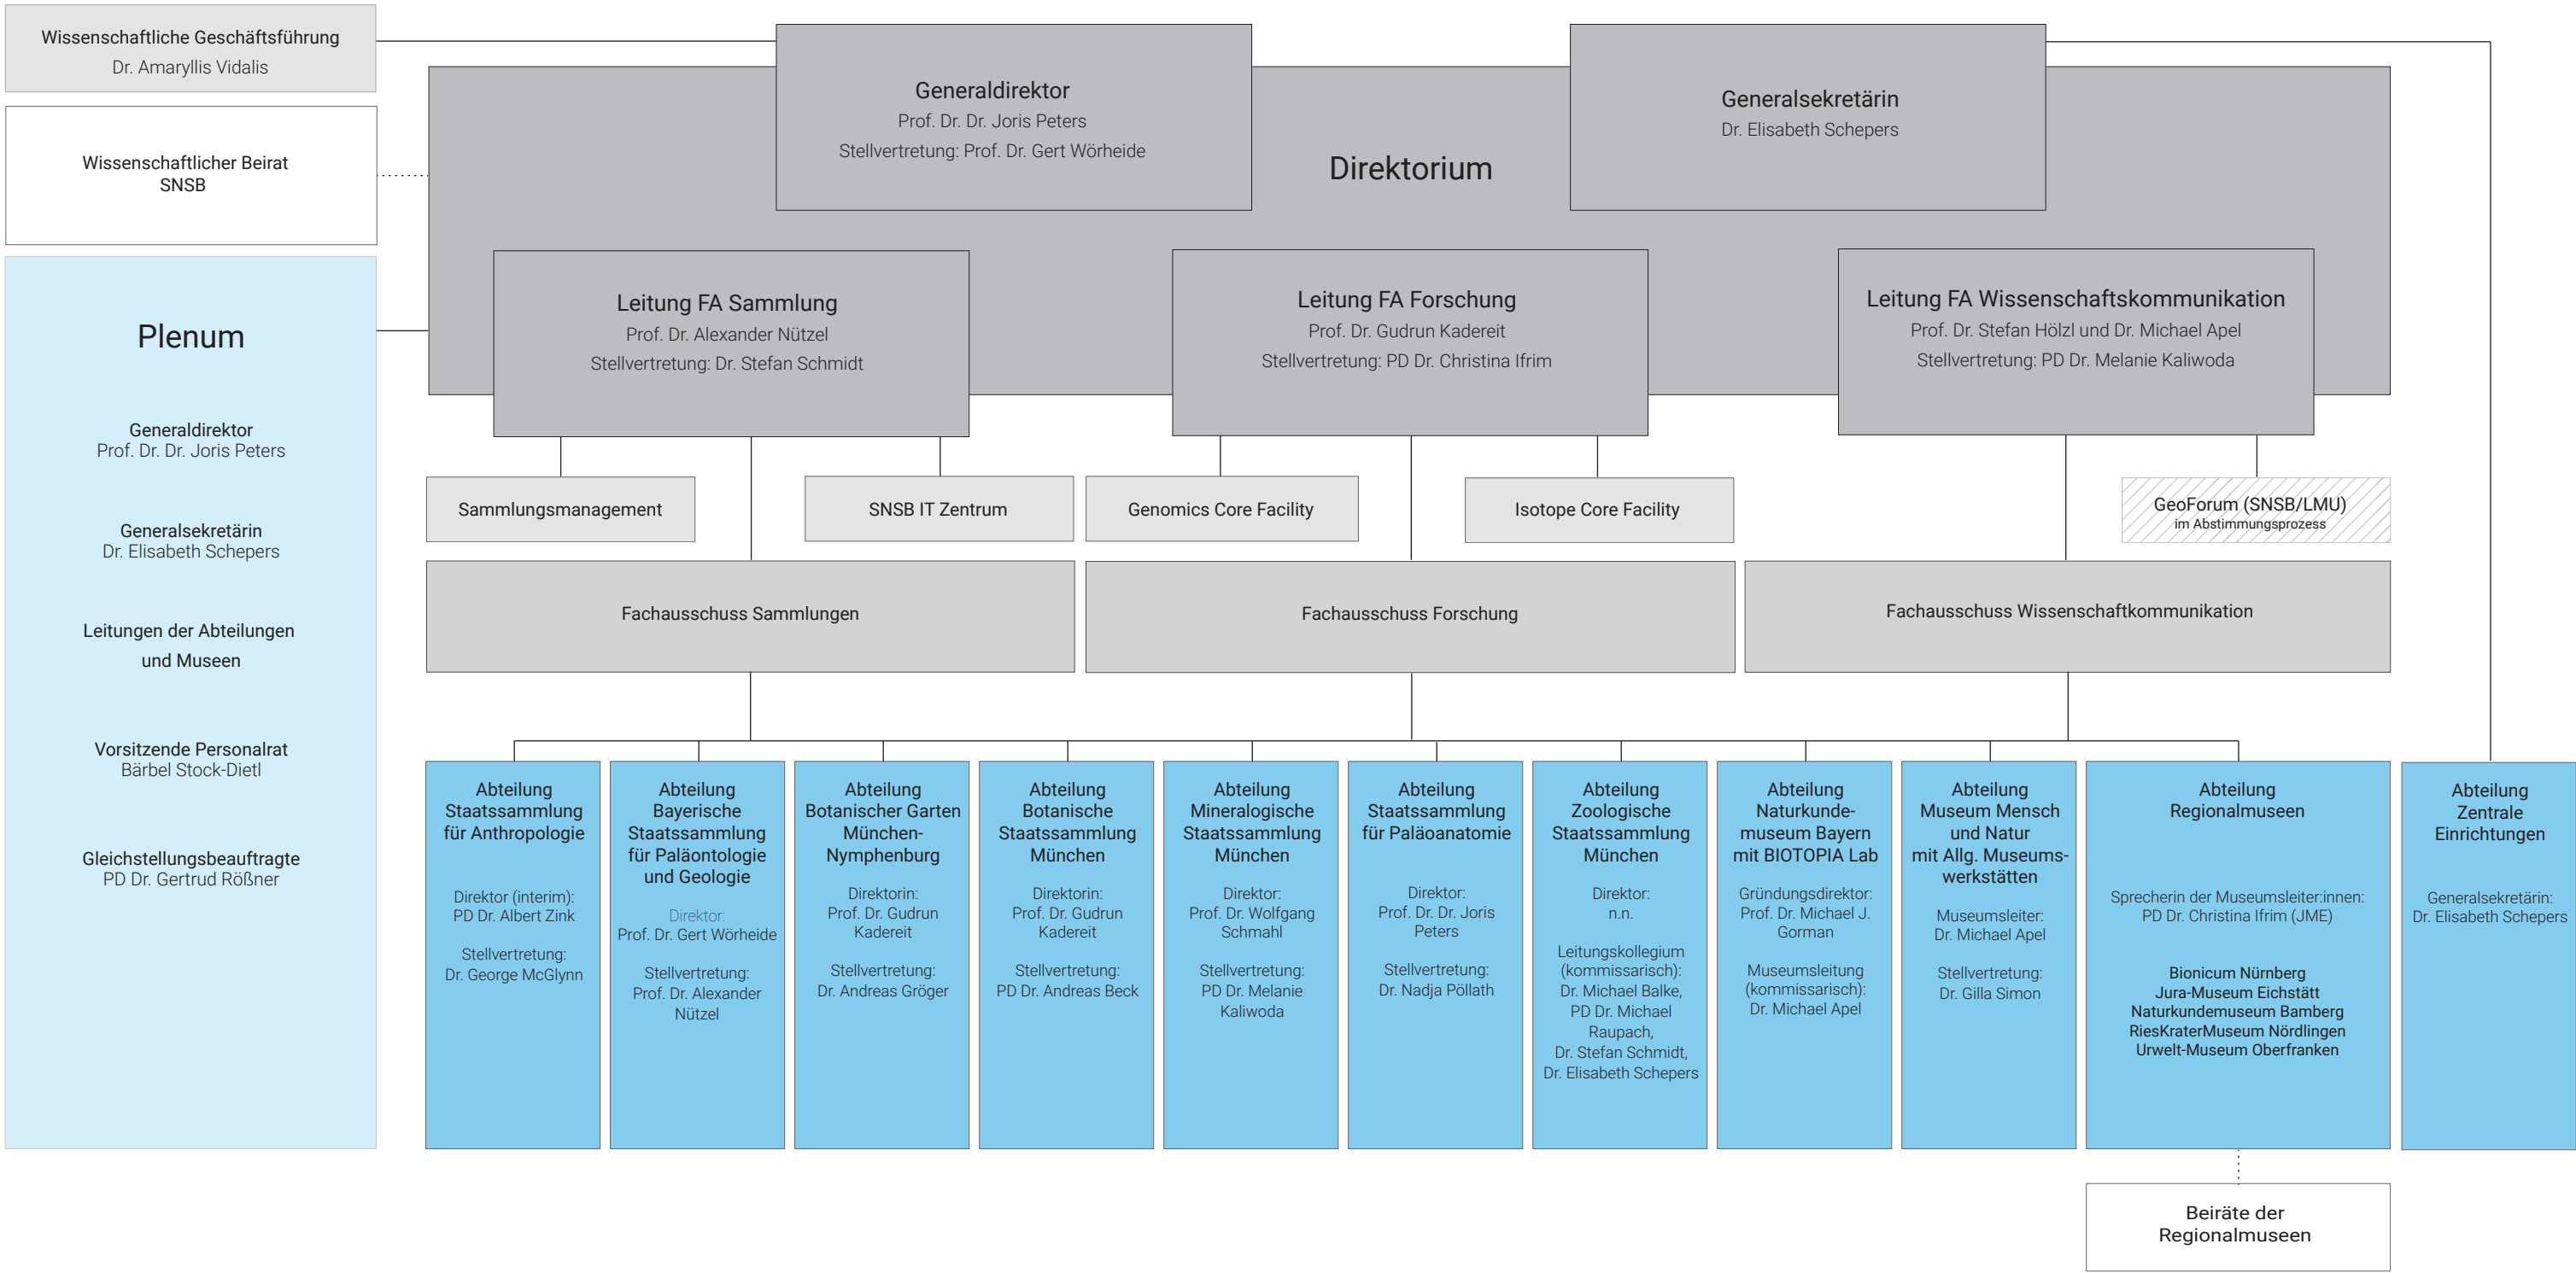 Wissenschaftliche Geschäftsführung
Dr. Amaryllis Vidalis
Wissenschaftlicher Beirat
SNSB
Generaldirektor
Prof. Dr. Dr. Joris Peters
Stellvertretung: Prof. Dr. Gert Wörheide
Direktorium
Generalsekretärin
Dr. Elisabeth Schepers
Leitung FA Sammlung
Prof. Dr. Alexander Nützel
Stellvertretung: Dr. Stefan Schmidt
Leitung FA Forschung
Prof. Dr. Gudrun Kadereit
Stellvertretung: PD Dr. Christina Ifrim
Leitung FA Wissenschaftskommunikation
Prof. Dr. Stefan Hölzl und Dr. Michael Apel
Stellvertretung: PD Dr. Melanie Kaliwoda
Plenum
Generaldirektor
Prof. Dr. Dr. Joris Peters
Generalsekretärin
Dr. Elisabeth Schepers
Leitungen der Abteilungen
und Museen
Vorsitzende Personalrat
Bärbel Stock-Dietl
Gleichstellungsbeauftragte
PD Dr. Gertrud Rößner
Sammlungsmanagement
SNSB IT Zentrum
Genomics Core Facility
Isotope Core Facility
GeoForum (SNSB/LMU)
im Abstimmungsprozess
Fachausschuss Sammlungen
Fachausschuss Forschung
Fachausschuss Wissenschaftkommunikation
Abteilung
Staatssammlung
für Anthropologie
Direktor (interim):
PD Dr. Albert Zink
Stellvertretung:
Dr. George McGlynn
Abteilung
Bayerische
Staatssammlung
für Paläontologie
und Geologie
Direktor:
Prof. Dr. Gert Wörheide
Stellvertretung:
Prof. Dr. Alexander
Nützel
Abteilung
Botanischer Garten
München-
Nymphenburg
Direktorin:
Prof. Dr. Gudrun
Kadereit
Stellvertretung:
Dr. Andreas Gröger
Abteilung
Botanische
Staatssammlung
München
Direktorin:
Prof. Dr. Gudrun
Kadereit
Stellvertretung:
PD Dr. Andreas Beck
Abteilung
Mineralogische
Staatssammlung
München
Direktor:
Prof. Dr. Wolfgang
Schmahl
Stellvertretung:
PD Dr. Melanie
Kaliwoda
Abteilung
Staatssammlung
für Paläoanatomie
Direktor:
Prof. Dr. Dr. Joris
Peters
Stellvertretung:
Dr. Nadja Pöllath
Abteilung
Zoologische
Staatssammlung
München
Direktor:
n.n.
Leitungskollegium
(kommissarisch):
Dr. Michael Balke,
PD Dr. Michael
Raupach,
Dr. Stefan Schmidt,
Dr. Elisabeth Schepers
Abteilung
Naturkunde-
museum Bayern
mit BIOTOPIA Lab
Gründungsdirektor:
Prof. Dr. Michael J.
Gorman
Museumsleitung
(kommissarisch):
Dr. Michael Apel
Abteilung
Museum Mensch
und Natur
mit Allg. Museums-
werkstätten
Museumsleiter:
Dr. Michael Apel
Stellvertretung:
Dr. Gilla Simon
Abteilung
Regionalmuseen
Sprecherin der Museumsleiter:innen:
PD Dr. Christina Ifrim (JME)
Bionicum Nürnberg
Jura-Museum Eichstätt
Naturkundemuseum Bamberg
RiesKraterMuseum Nördlingen
Urwelt-Museum Oberfranken
Abteilung
Zentrale
Einrichtungen
Generalsekretärin:
Dr. Elisabeth Schepers
Beiräte der
Regionalmuseen